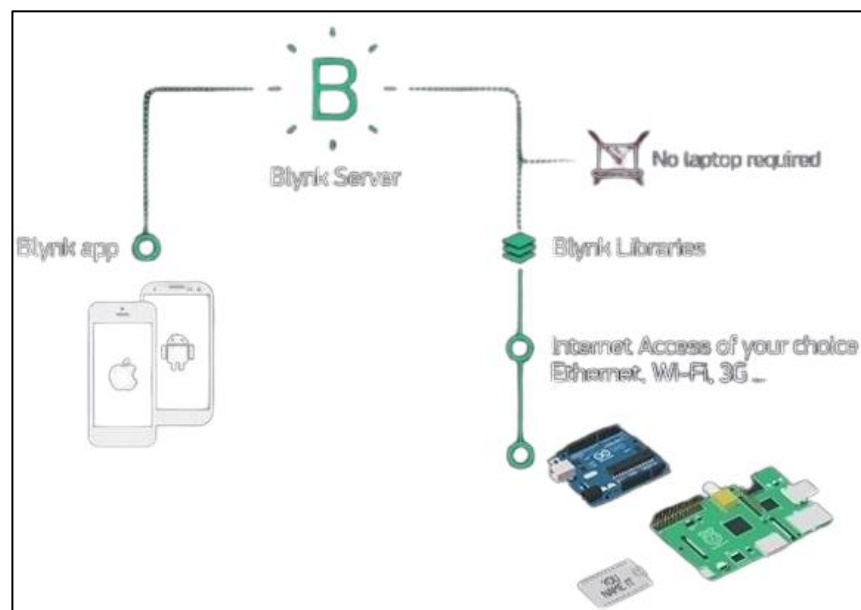 B
Blynk Server
No laptop required
Blynk app
Blynk Libraries
Internet Access of your choice
Ethernet, Wi-Fi, 3G ...
YOU
NAME IT